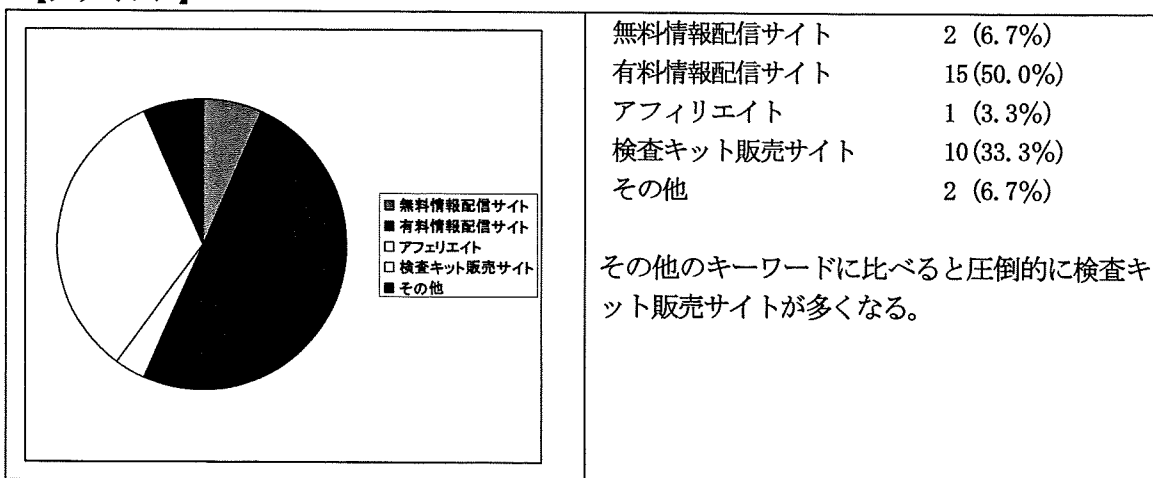 無料情報配信サイト 2 (6.7%)
有料情報配信サイト 15(50.0%)
アフィリエイト 1 (3.3%)
検査キット販売サイト 10(33.3%)
その他 2 (6.7%)
その他のキーワードに比べると圧倒的に検査キ
ット販売サイトが多くなる。
無料情報配信サイト
有料情報配信サイト
アフェリエイト
検査キット販売サイト
その他